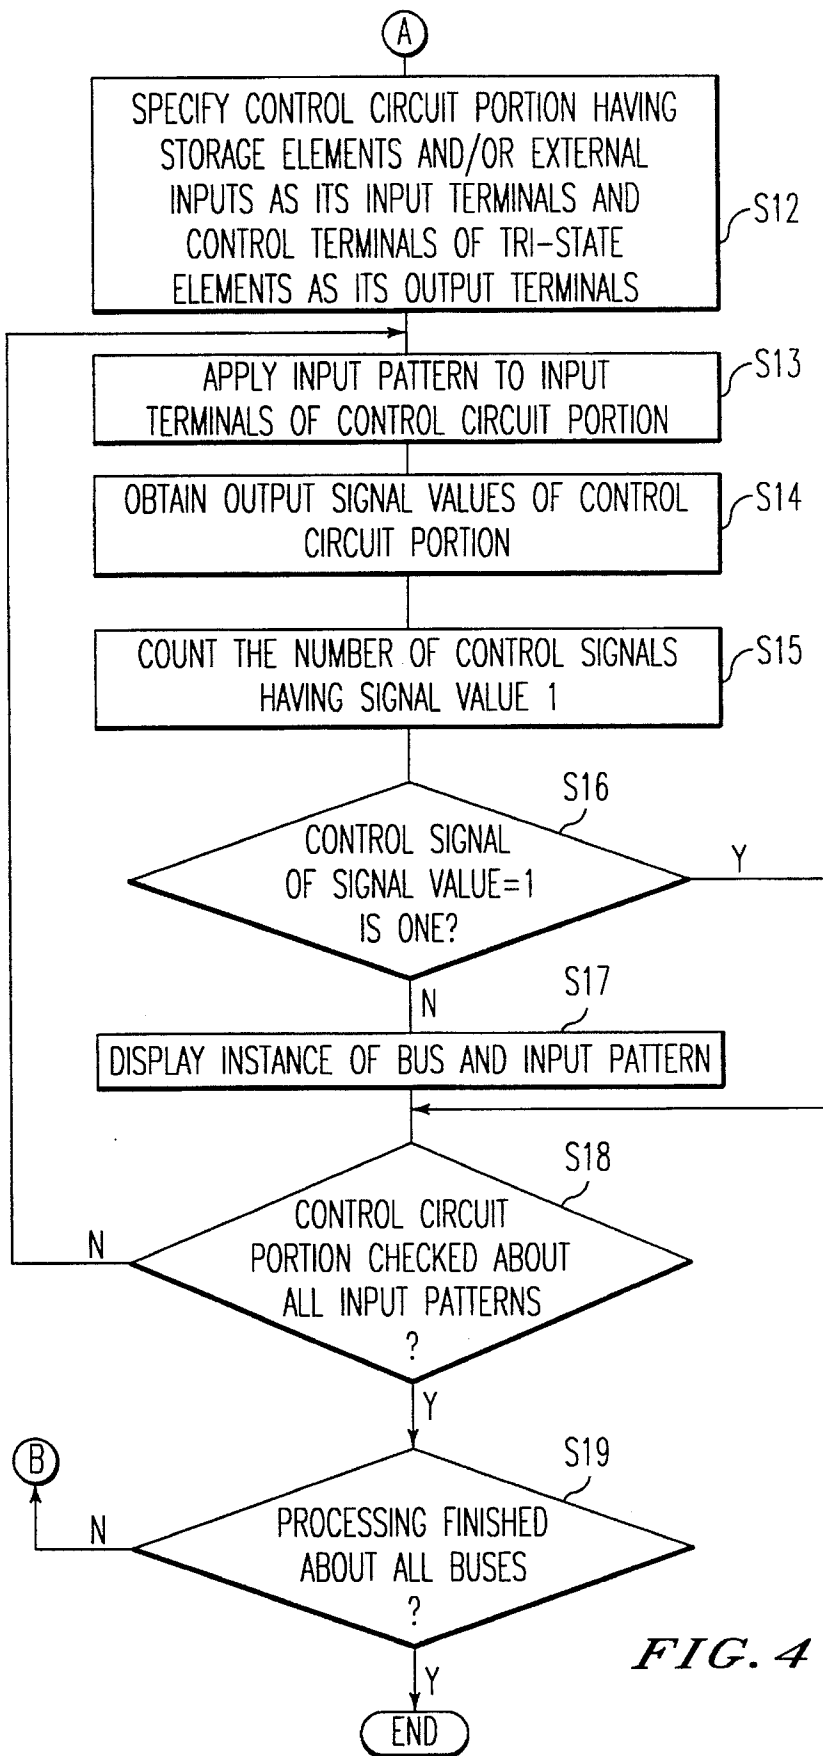 A
SPECIFY CONTROL CIRCUIT PORTION HAVING
STORAGE ELEMENTS AND/OR EXTERNAL
INPUTS AS ITS INPUT TERMINALS AND
CONTROL TERMINALS OF TRI-STATE
ELEMENTS AS ITS OUTPUT TERMINALS
S12
APPLY INPUT PATTERN TO INPUT
TERMINALS OF CONTROL CIRCUIT PORTION
S13
OBTAIN OUTPUT SIGNAL VALUES OF CONTROL
CIRCUIT PORTION
S14
COUNT THE NUMBER OF CONTROL SIGNALS
HAVING SIGNAL VALUE 1
S15
S16
CONTROL SIGNAL
OF SIGNAL VALUE=1
IS ONE?
Y
N
S17
DISPLAY INSTANCE OF BUS AND INPUT PATTERN
S18
CONTROL CIRCUIT
PORTION CHECKED ABOUT
ALL INPUT PATTERNS
?
N
Y
B
S19
PROCESSING FINISHED
ABOUT ALL BUSES
?
N
Y
END
FIG. 4